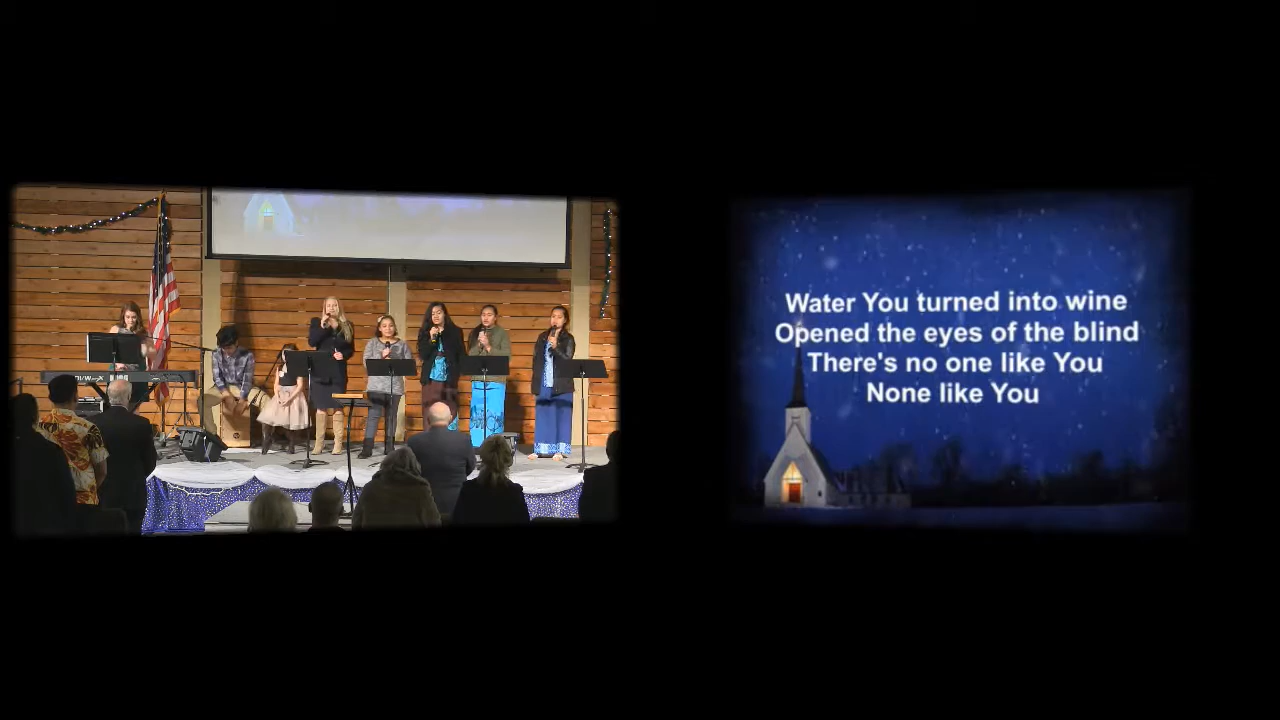 Water You turned into wine
Opened the eyes of the blind
There's no one like You
None like You